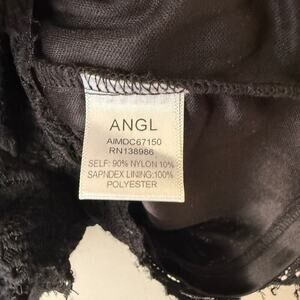 ANGL
AIMDC67150
RN138986
SELF: 90% NYLON 10%
SAPNDEX LINING:100%
POLYESTER